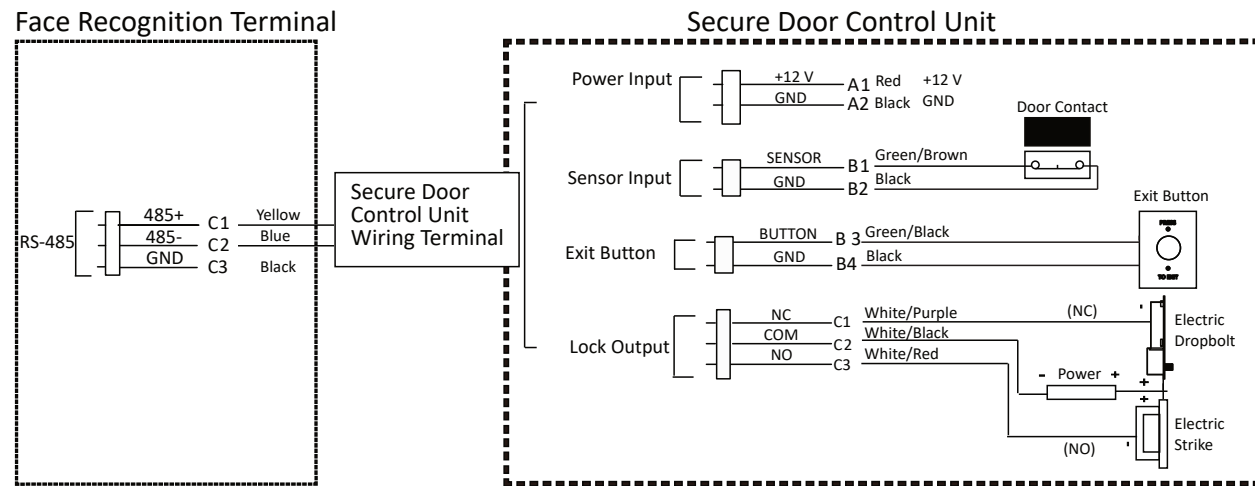 Face Recognition Terminal
Secure Door Control Unit
RS-485
485+ C1 Yellow
485- C2 Blue
GND C3 Black
Secure Door
Control Unit
Wiring Terminal
Power Input
+12 V A1 Red +12 V
GND A2 Black GND
Door Contact
Sensor Input
SENSOR B1 Green/Brown
GND B2 Black
Exit Button
PRESS
TO EXIT
Exit Button
BUTTON B 3 Green/Black
GND B4 Black
Lock Output
NC C1 White/Purple (NC)
COM C2 White/Black
NO C3 White/Red
- Power +
+
+
-
-
(NO)
Electric
Dropbolt
Electric
Strike